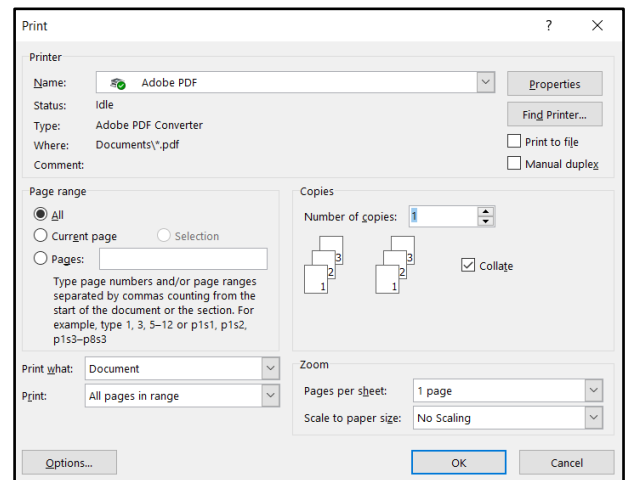 Print ? ×
Printer
Name: Adobe PDF Properties
Status: Idle Find Printer...
Type: Adobe PDF Converter
Where: Documents\*.pdf Print to file
Comment: Manual duplex
Page range
All
Current page Selection
Pages:
Type page numbers and/or page ranges
separated by commas counting from the
start of the document or the section. For
example, type 1, 3, 5–12 or p1s1, p1s2,
p1s3–p8s3
Copies
Number of copies: 1
3 3
2 2
1 1
Collate
Print what: Document
Print: All pages in range
Zoom
Pages per sheet: 1 page
Scale to paper size: No Scaling
Options... OK Cancel